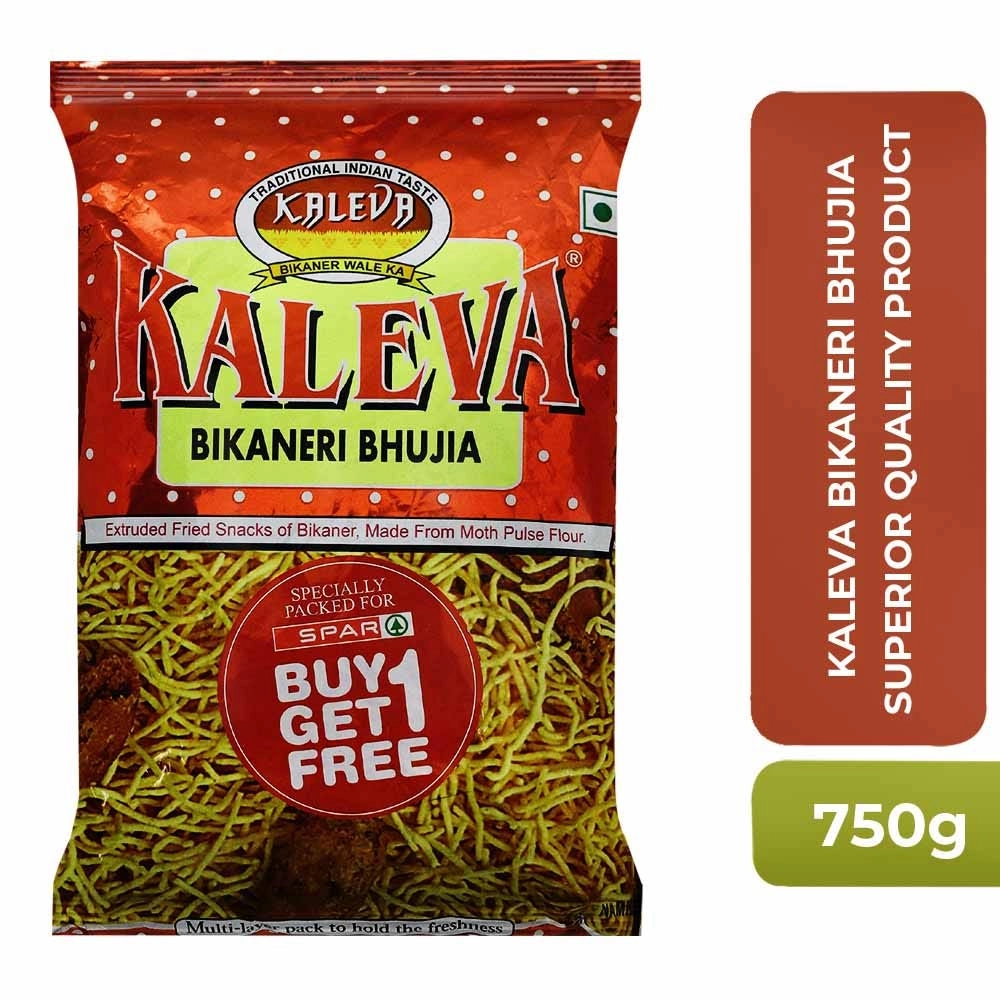 TRADITIONAL INDIAN TASTE
KALEVA
BIKANER WALE KA
KALEVA®
BIKANERI BHUJIA
Extruded Fried Snacks of Bikaner, Made From Moth Pulse Flour.
SPECIALLY
PACKED FOR
SPAR
BUY 1
GET
FREE
Multi-layer pack to hold the freshness
KALEVA BIKANERI BHUJIA
SUPERIOR QUALITY PRODUCT
750g